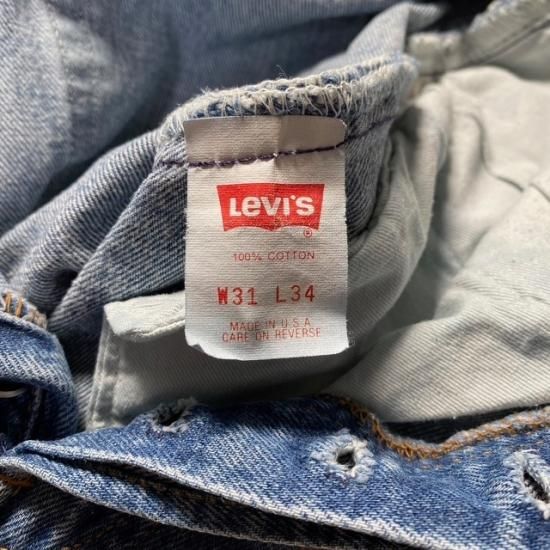 LEVI'S
®
100% COTTON
W31 L34
MADE IN U.S.A.
CARE ON REVERSE